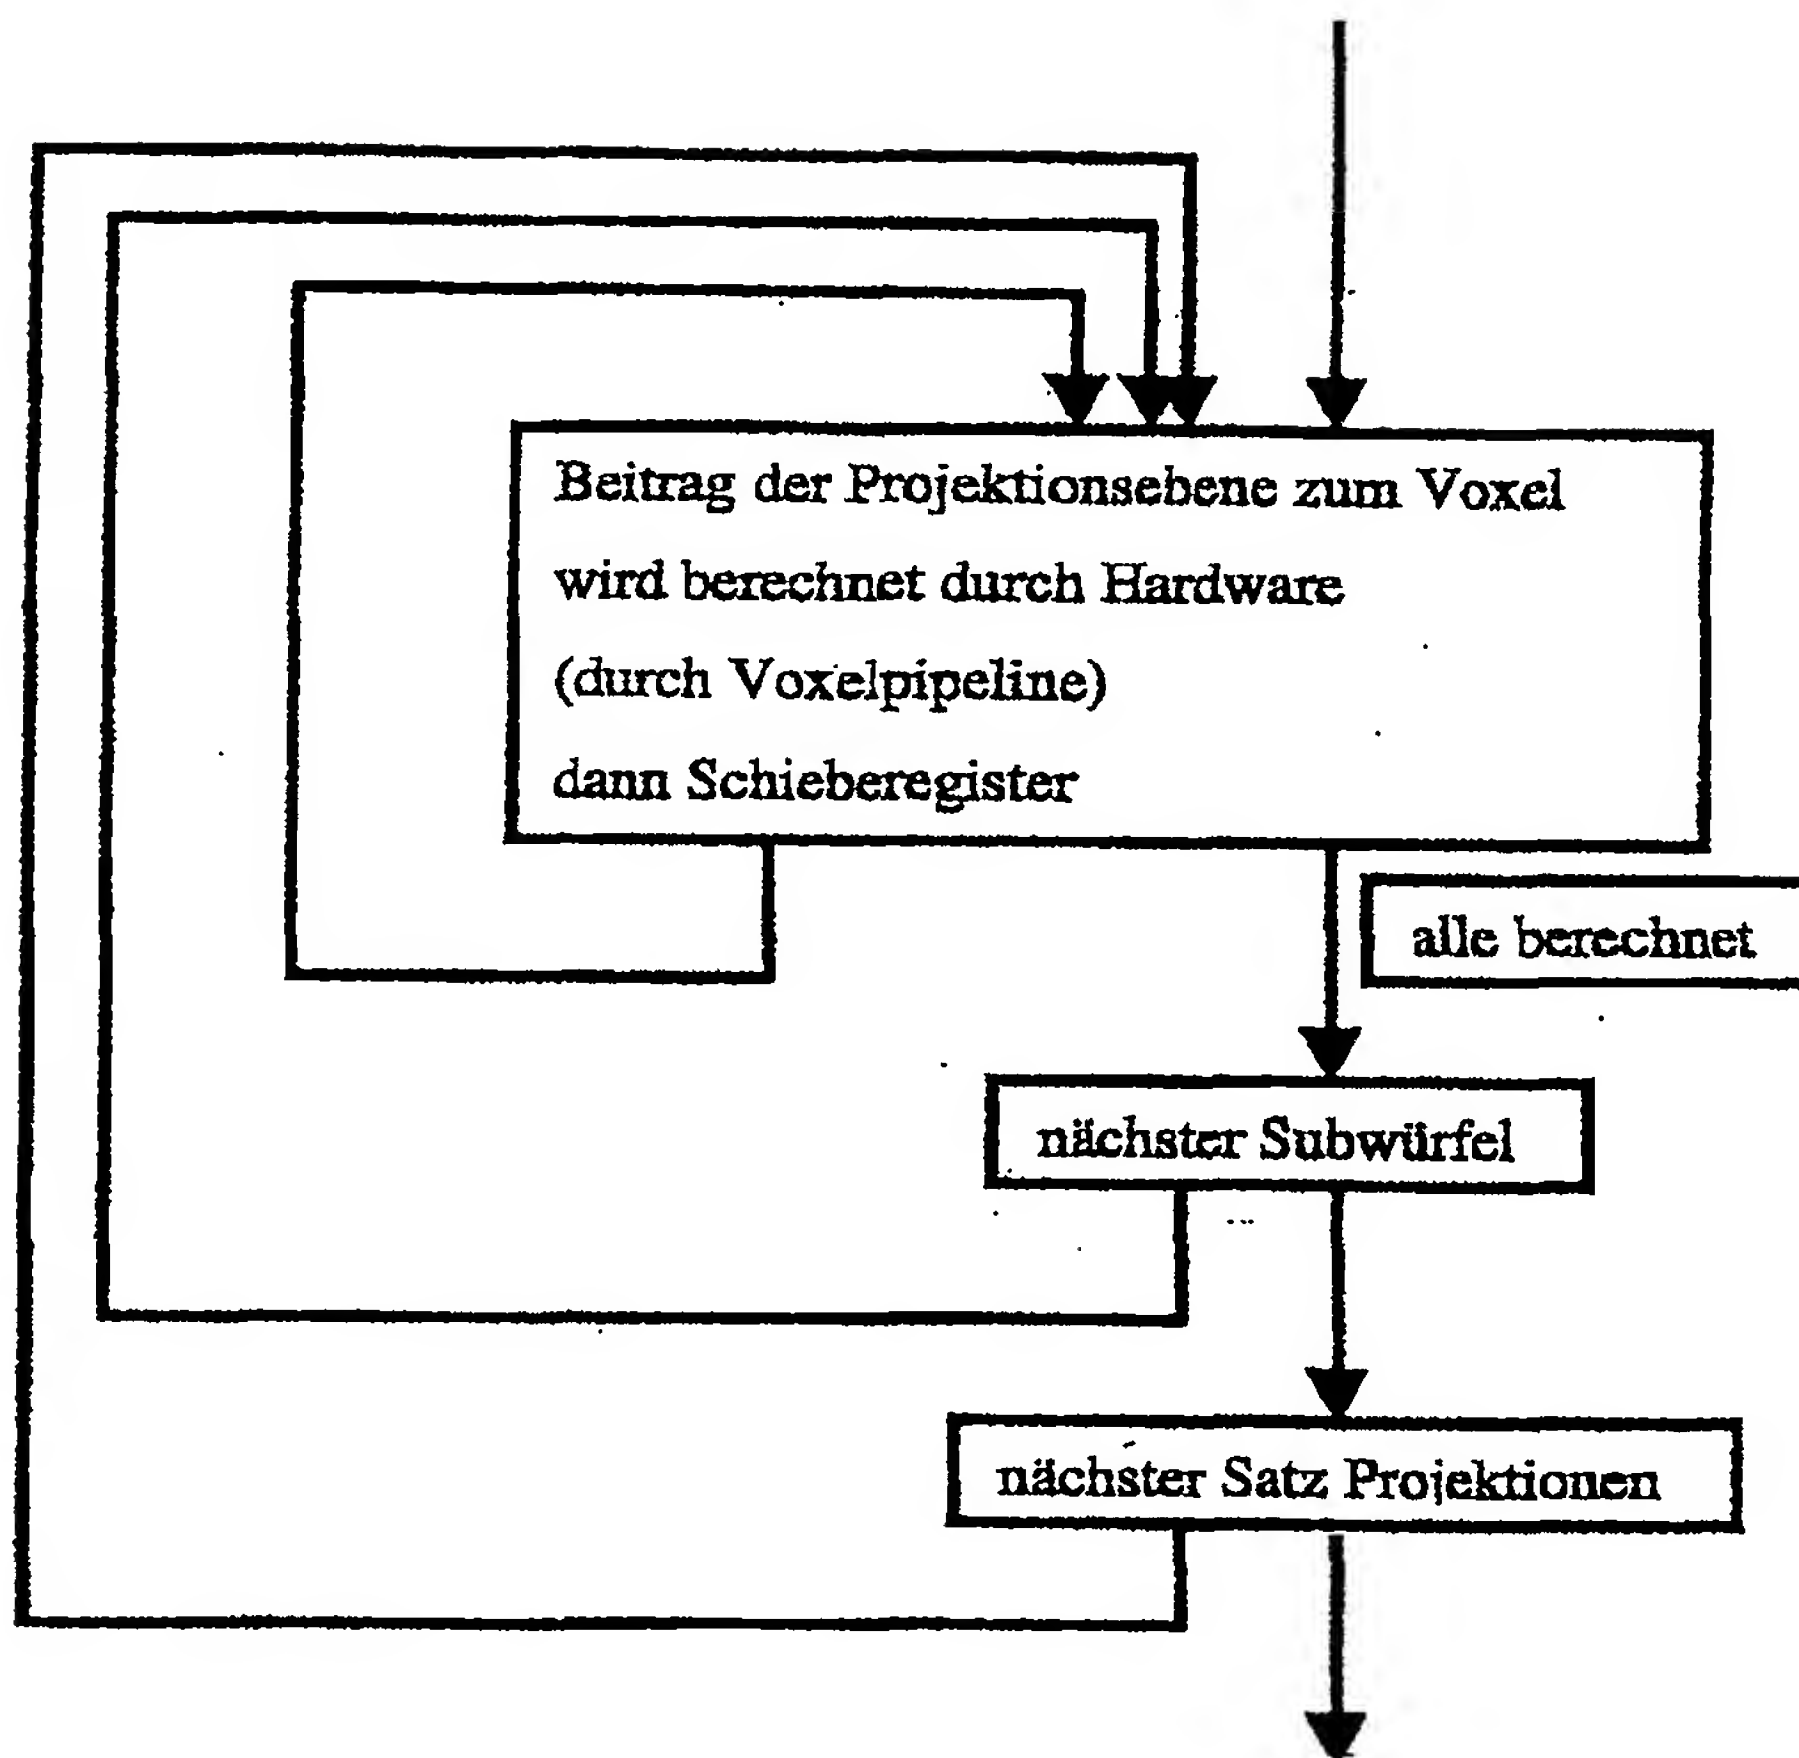 Beitrag der Projektionsebene zum Voxel
wird berechnet durch Hardware
(durch Voxelpipeline)
dann Schieberegister
alle berechnet
nächster Subwürfel
nächster Satz Projektionen